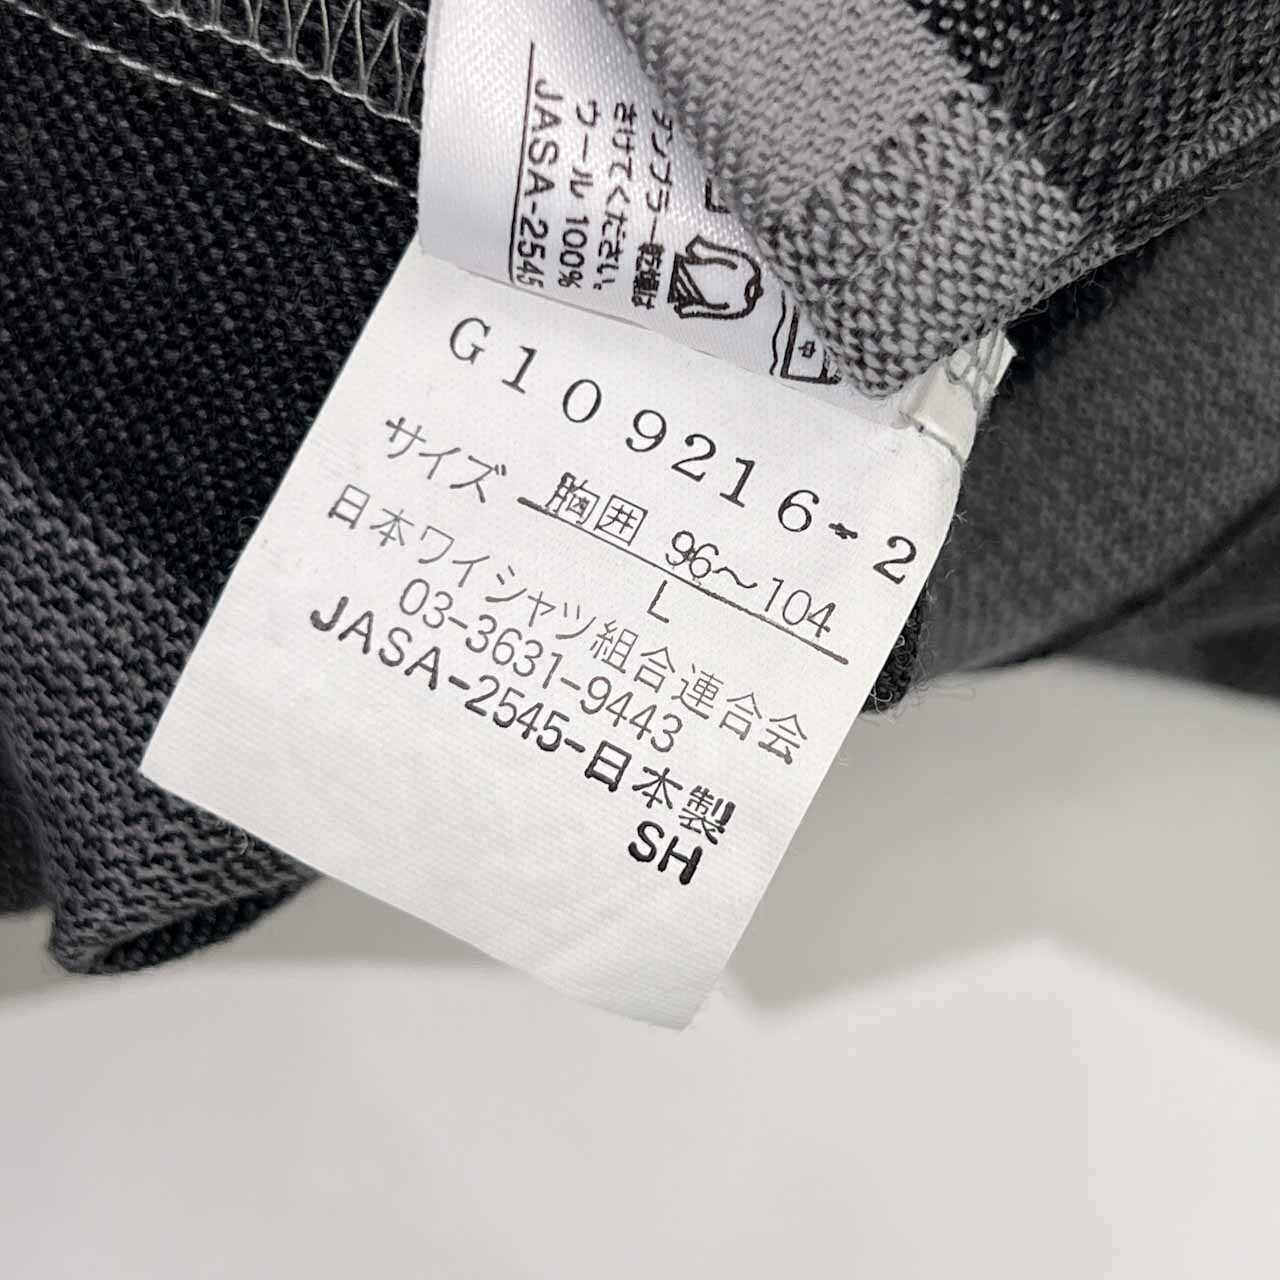 中
タンブラー乾燥は
さけてください。
ウール 100%
JASA-2545
G109216-2
サイズ 胸囲 96〜104
L
日本ワイシャツ組合連合会
03-3631-9443
JASA-2545-日本製
SH